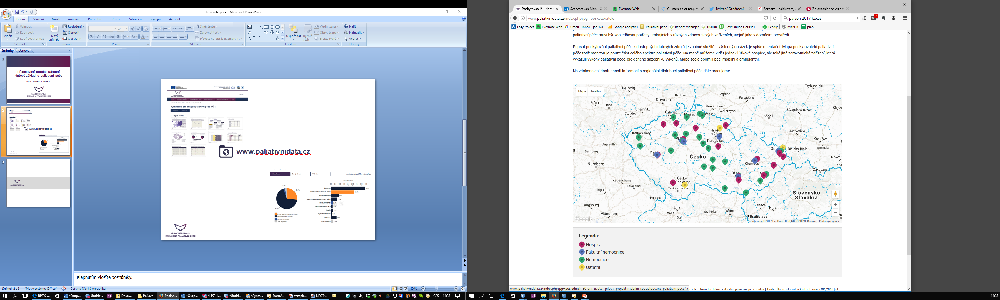 template.pptx - Microsoft PowerPoint
Domů Vložení Návrh Animace Prezentace Revize Zobrazení Vývojář Acrobat
Vložit
Vyjmout
Kopírovat
Kopírovat formát
Schránka
Nový snímek
Rozložení
Obnovit
Odstranit
Snímky
24
Písmo
Směr textu
Zarovnat text
Převést na obrázek SmartArt
Odstavec
Uspořádat
Rychlé styly
Výplň tvaru
Obrys tvaru
Efekty tvarů
Kreslení
Najít
Nahradit
Vybrat
Úpravy
Snímky Osnova
1
Představení portálu Národní
datové základny paliativní péče
NÁRODNÍ DATOVÁ
ZÁKLADNA PALIATIVNÍ PÉČE
2
www.paliativnidata.cz
3
Východiska pro analýzu paliativní péče v ČR
1. Popis stavu
www.paliativnidata.cz
NÁRODNÍ DATOVÁ
ZÁKLADNA PALIATIVNÍ PÉČE
Klepnutím vložíte poznámky.
Snímek 2 z 3 "Motiv systému Office" Čeština (Česká republika) 80 %
BPTX_... *Outp... Untitle... Doku... Paliace Poskyt... *Outp... *LPZ_1... *Untitl... *Synta... Doruč... templa... NDZP... CES 14:37
Poskytovatelé - Náro Švancara Jan Mgr. - O Evernote Web Custom color map m Twitter / Oznámení Seznam - najdu tam, Zdravotnice se vyzpo
www.paliativnidata.cz/index.php?pg=poskytovatele
parcon 2017 kočas
EasyProject Evernote Web Gmail - Inbox - jan.sva... Google analytics Paliativní péče Report Manager TrialDB Best Online Courses | ... Feedly MKN 10 plan
paliativní péče musí být zohledňovat potřeby umírajících v různých zdravotnických zařízeních, stejně jako v domácím prostředí.
Popsat poskytování paliativní péče z dostupných datových zdrojů je značně složité a výsledný obrázek je spíše orientační. Mapa poskytovatelů paliativní
péče totiž monitoruje pouze část celého spektra paliativní péče. Na mapě můžeme vidět jednak lůžkové hospice, ale také jiná zdravotnická zařízení, která
vykazují výkony paliativní péče, dle daného sazebníku výkonů. Mapa zcela opomíjí péči mobilní a ambulantní.
Na zdokonalení dostupnosti informací o regionální distribuci paliativní péče dále pracujeme.
Mapa Satelitní
Leipzig
Trybunalski
Bautzen
Legnica
Wrocław
Dresden
Erfurt
Jena
Chemnitz
Zwickau
Jelenia Góra
Wałbrzych
Opole
Częstochowa
Kielce
Karlovy Vary
Katowice
Kraków
Wieliczka
Bayreuth
Bamberg
Pardubice
Bielsko-Biała
Česko
Nürnberg
Olomouc
Zakopane
Regensburg
Straubing
České
Český Krumlov
Ingolstadt
Passau
Slovensko
Slovakia
Augsburg
München
Linz
Wels
Steyr
St. Pölten
Wien
Trnava
Nitra
Bratislava
Google
Data map ©2017 GeoBasis-DE/BKG (©2009), Google Podmínky použití
Legenda:
Hospic
Fakultní nemocnice
Nemocnice
Ostatní
www.paliativnidata.cz/index.php?pg=poslednich-30-dni-zivota--pilotni-projekt-mobilni-specializovane-paliativni-pece#5
ušek L. Národní datová základna paliativní péče [online]. Praha: Ústav zdravotnických informací ČR, 2016 [cit.
14:37